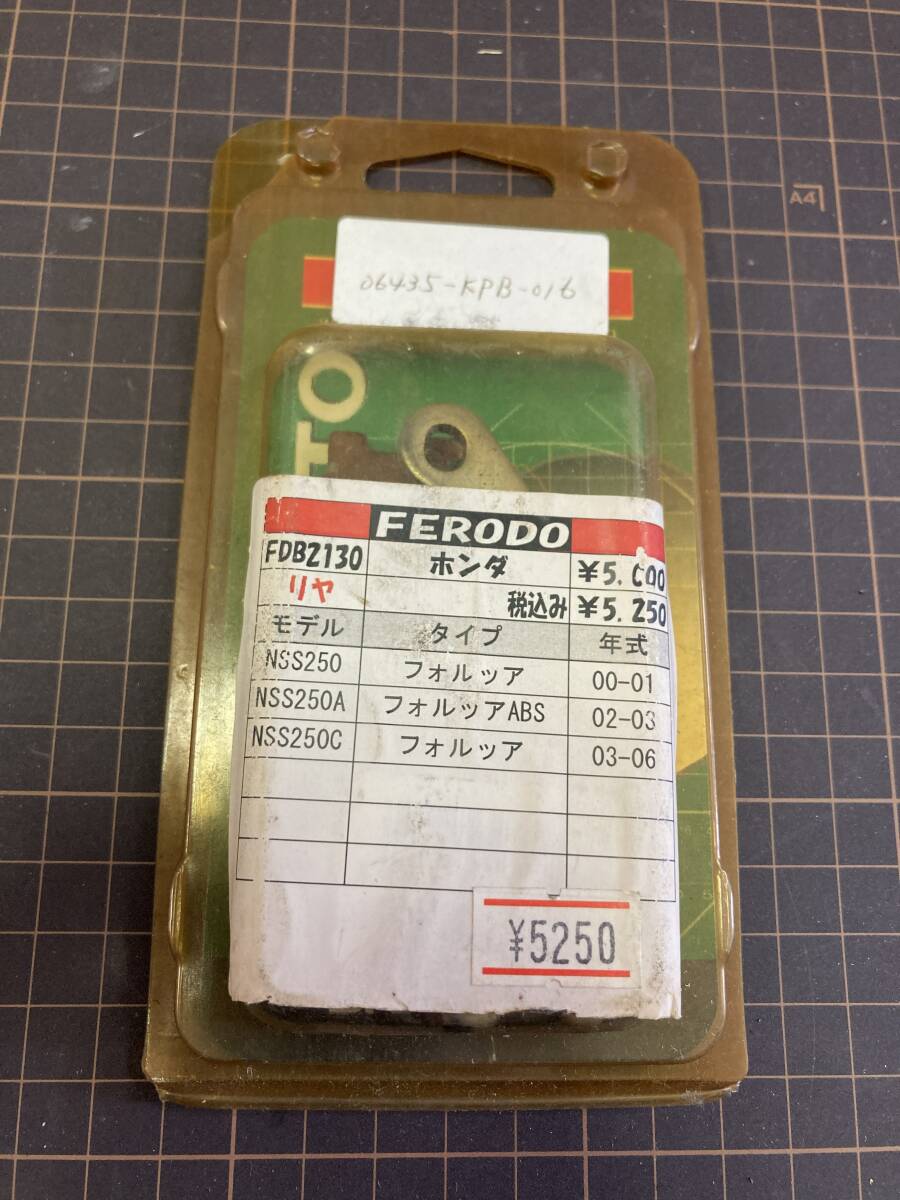 A4
06435-KPB-016
TO
FERODO
FDB2130 ホンダ ¥5,000
リヤ 税込み ¥5,250
モデル タイプ 年式
NSS250 フォルッア 00-01
NSS250A フォルッアABS 02-03
NSS250C フォルッア 03-06
¥5250